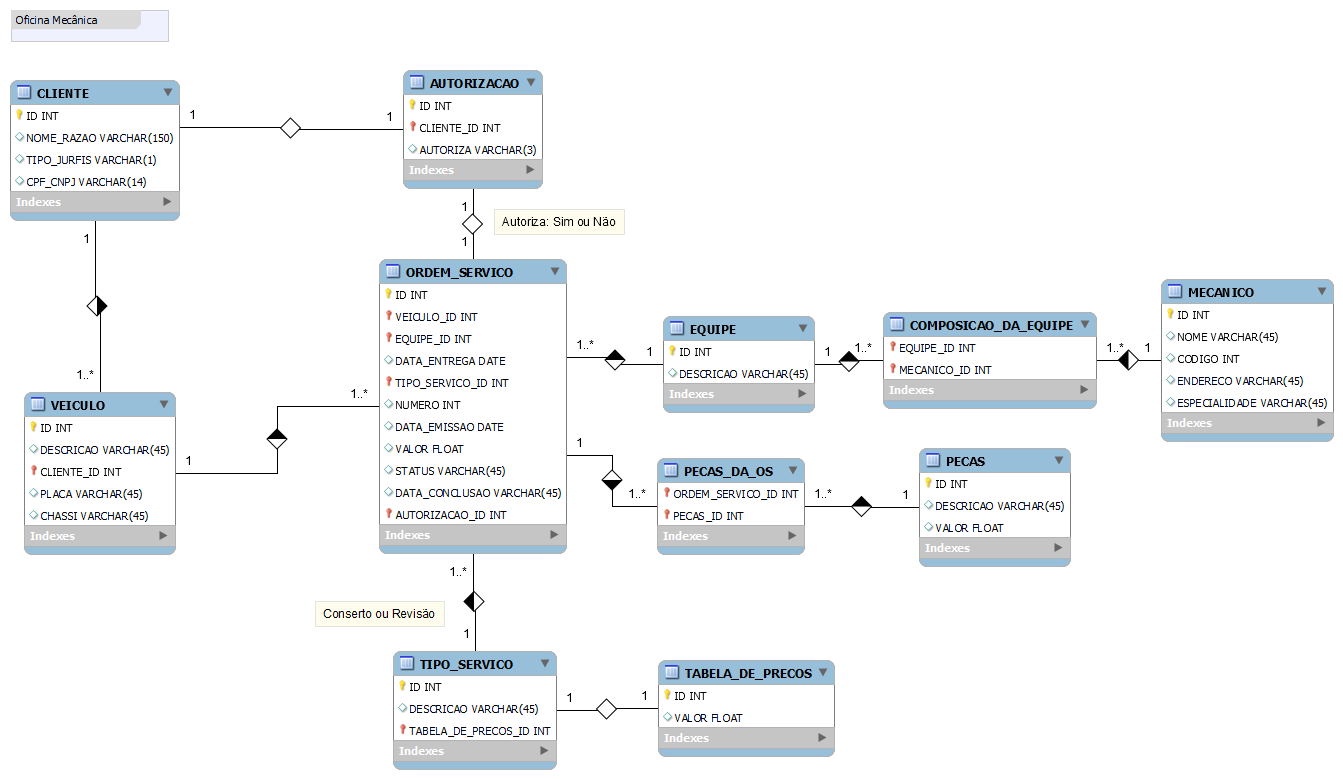 Oficina Mecânica
CLIENTE
ID INT
NOME_RAZAO VARCHAR(150)
TIPO_JURFIS VARCHAR(1)
CPF_CNPJ VARCHAR(14)
Indexes
1
1
AUTORIZACAO
ID INT
CLIENTE_ID INT
AUTORIZA VARCHAR(3)
Indexes
1
1
Autoriza: Sim ou Não
1
1..*
VEICULO
ID INT
DESCRICAO VARCHAR(45)
CLIENTE_ID INT
PLACA VARCHAR(45)
CHASSI VARCHAR(45)
Indexes
1
1..*
ORDEM_SERVICO
ID INT
VEICULO_ID INT
EQUIPE_ID INT
DATA_ENTREGA DATE
TIPO_SERVICO_ID INT
NUMERO INT
DATA_EMISSAO DATE
VALOR FLOAT
STATUS VARCHAR(45)
DATA_CONCLUSAO VARCHAR(45)
AUTORIZACAO_ID INT
Indexes
1..*
1
EQUIPE
ID INT
DESCRICAO VARCHAR(45)
Indexes
1
1..*
COMPOSICAO_DA_EQUIPE
EQUIPE_ID INT
MECANICO_ID INT
Indexes
1..*
1
MECANICO
ID INT
NOME VARCHAR(45)
CODIGO INT
ENDERECO VARCHAR(45)
ESPECIALIDADE VARCHAR(45)
Indexes
1
1..*
PECAS_DA_OS
ORDEM_SERVICO_ID INT
PECAS_ID INT
Indexes
1..*
1
PECAS
ID INT
DESCRICAO VARCHAR(45)
VALOR FLOAT
Indexes
1..*
1
Conserto ou Revisão
TIPO_SERVICO
ID INT
DESCRICAO VARCHAR(45)
TABELA_DE_PRECOS_ID INT
Indexes
1
1
TABELA_DE_PRECOS
ID INT
VALOR FLOAT
Indexes